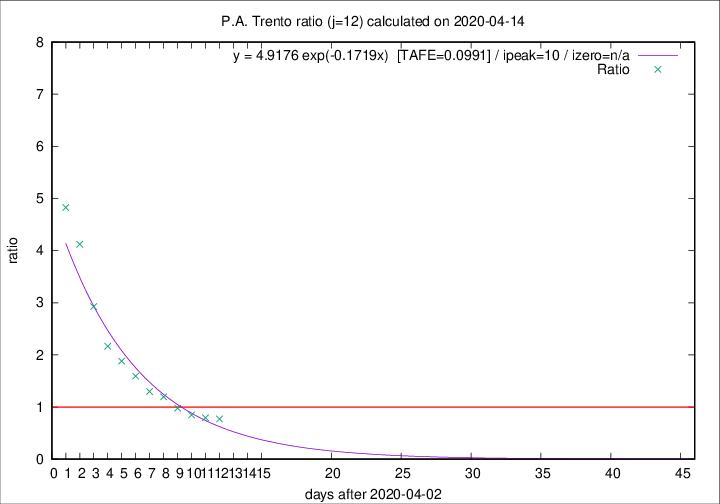 P.A. Trento ratio (j=12) calculated on 2020-04-14
y = 4.9176 exp(-0.1719x)  [TAFE=0.0991] / ipeak=10 / izero=n/a
Ratio
8
7
6
5
4
3
2
1
0
ratio
0 1 2 3 4 5 6 7 8 9 10 11 12 13 14 15 20 25 30 35 40 45
days after 2020-04-02